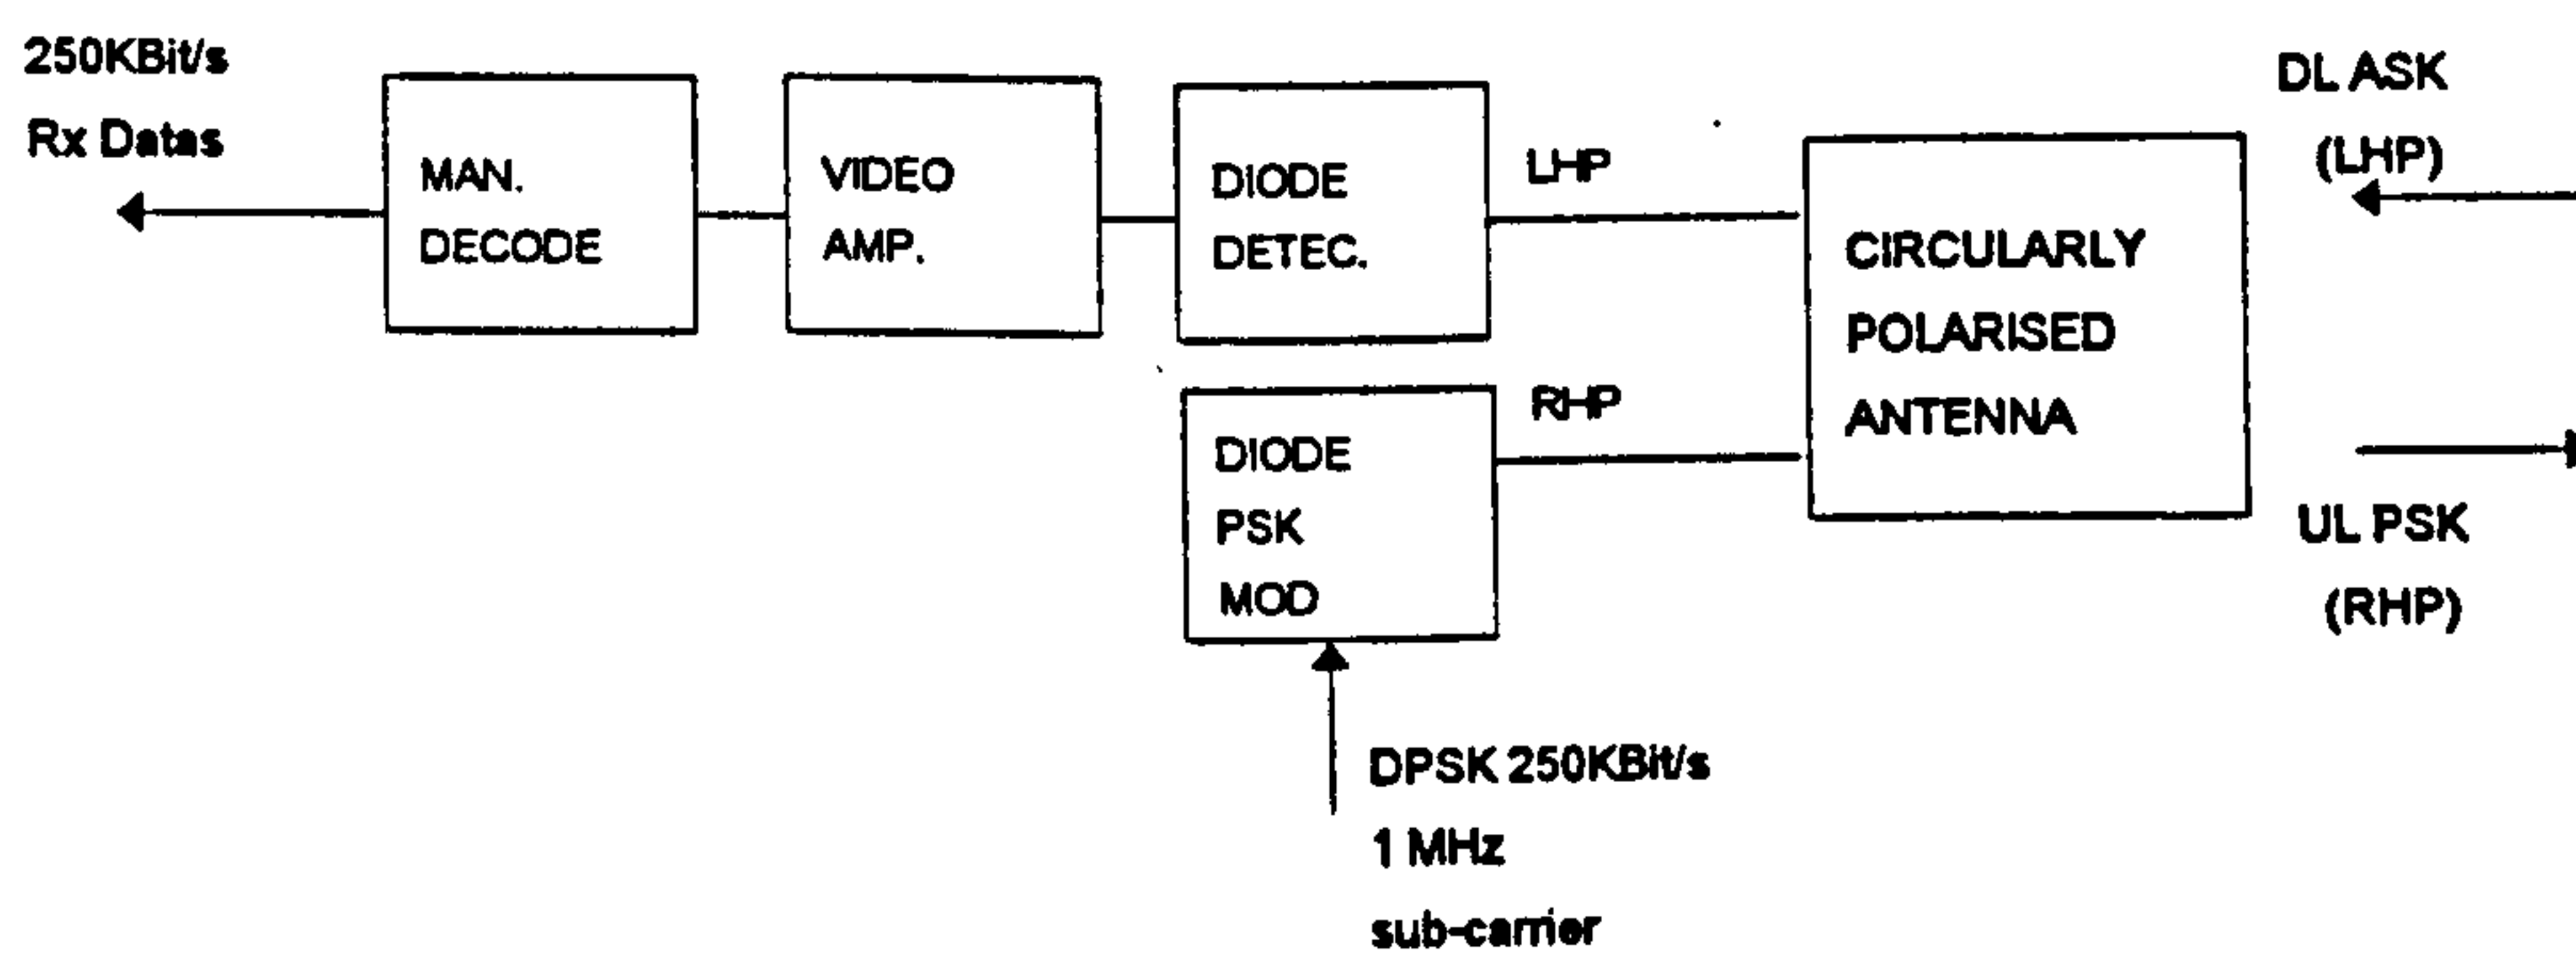 250KBit/s
Rx Datas
MAN.
DECODE
VIDEO
AMP.
DIODE
DETEC.
LHP
CIRCULARLY
POLARISED
ANTENNA
DL ASK
(LHP)
DIODE
PSK
MOD
RHP
UL PSK
(RHP)
DPSK 250KBit/s
1 MHz
sub-carrier